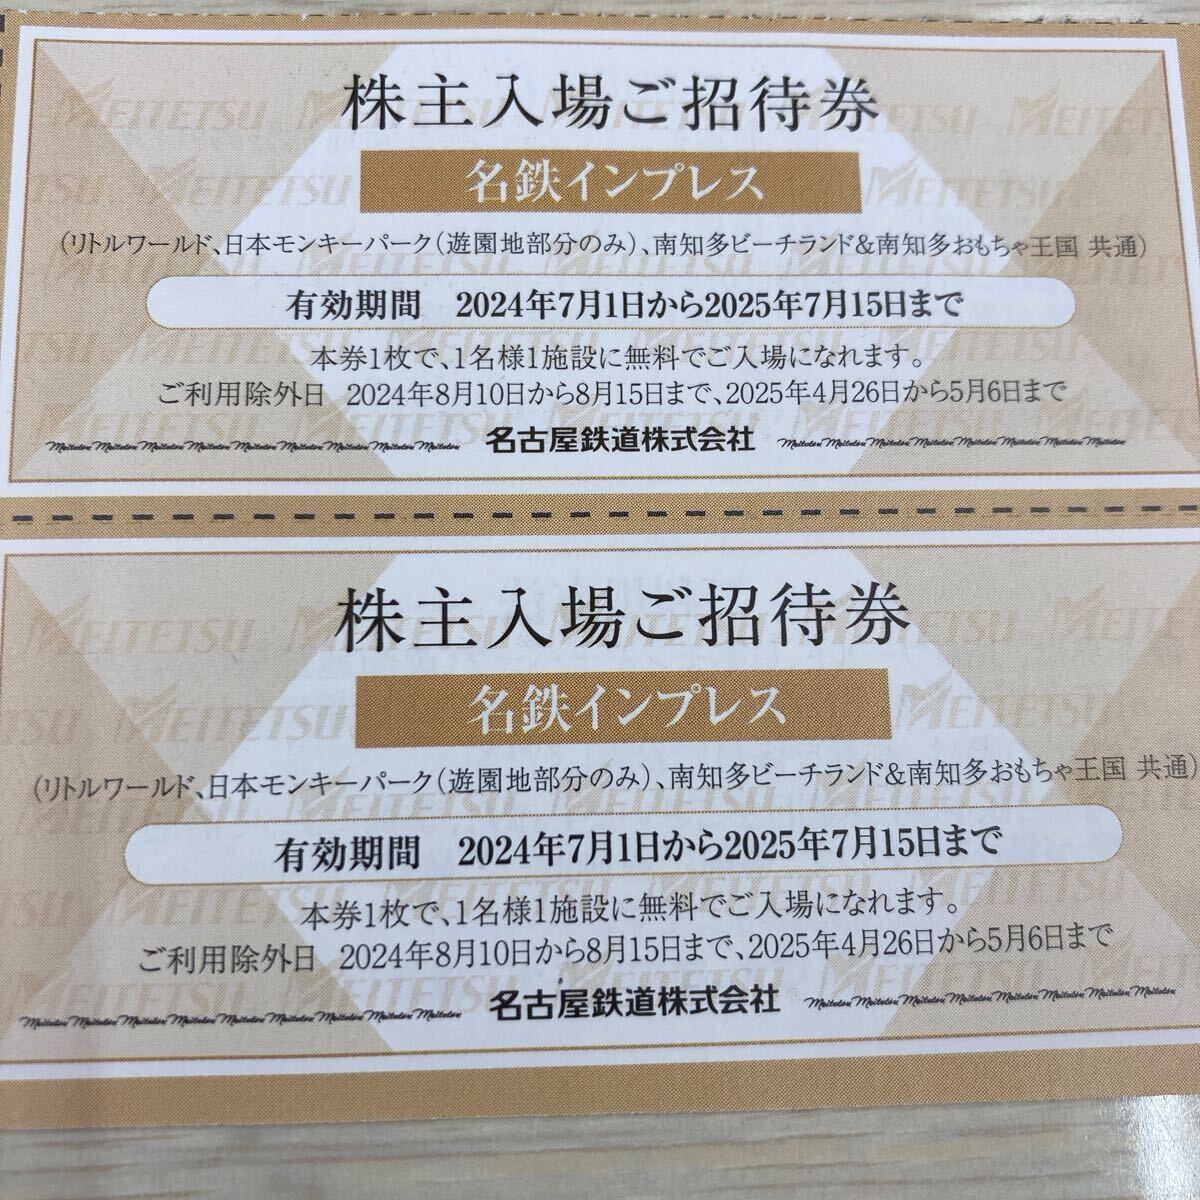 株主入場ご招待券
名鉄インプレス
(リトルワールド、日本モンキーパーク(遊園地部分のみ)、南知多ビーチランド&南知多おもちゃ王国 共通)
有効期間 2024年7月1日から2025年7月15日まで
本券1枚で、1名様1施設に無料でご入場になれます。
ご利用除外日 2024年8月10日から8月15日まで、2025年4月26日から5月6日まで
名古屋鉄道株式会社
株主入場ご招待券
名鉄インプレス
(リトルワールド、日本モンキーパーク(遊園地部分のみ)、南知多ビーチランド&南知多おもちゃ王国 共通)
有効期間 2024年7月1日から2025年7月15日まで
本券1枚で、1名様1施設に無料でご入場になれます。
ご利用除外日 2024年8月10日から8月15日まで、2025年4月26日から5月6日まで
名古屋鉄道株式会社